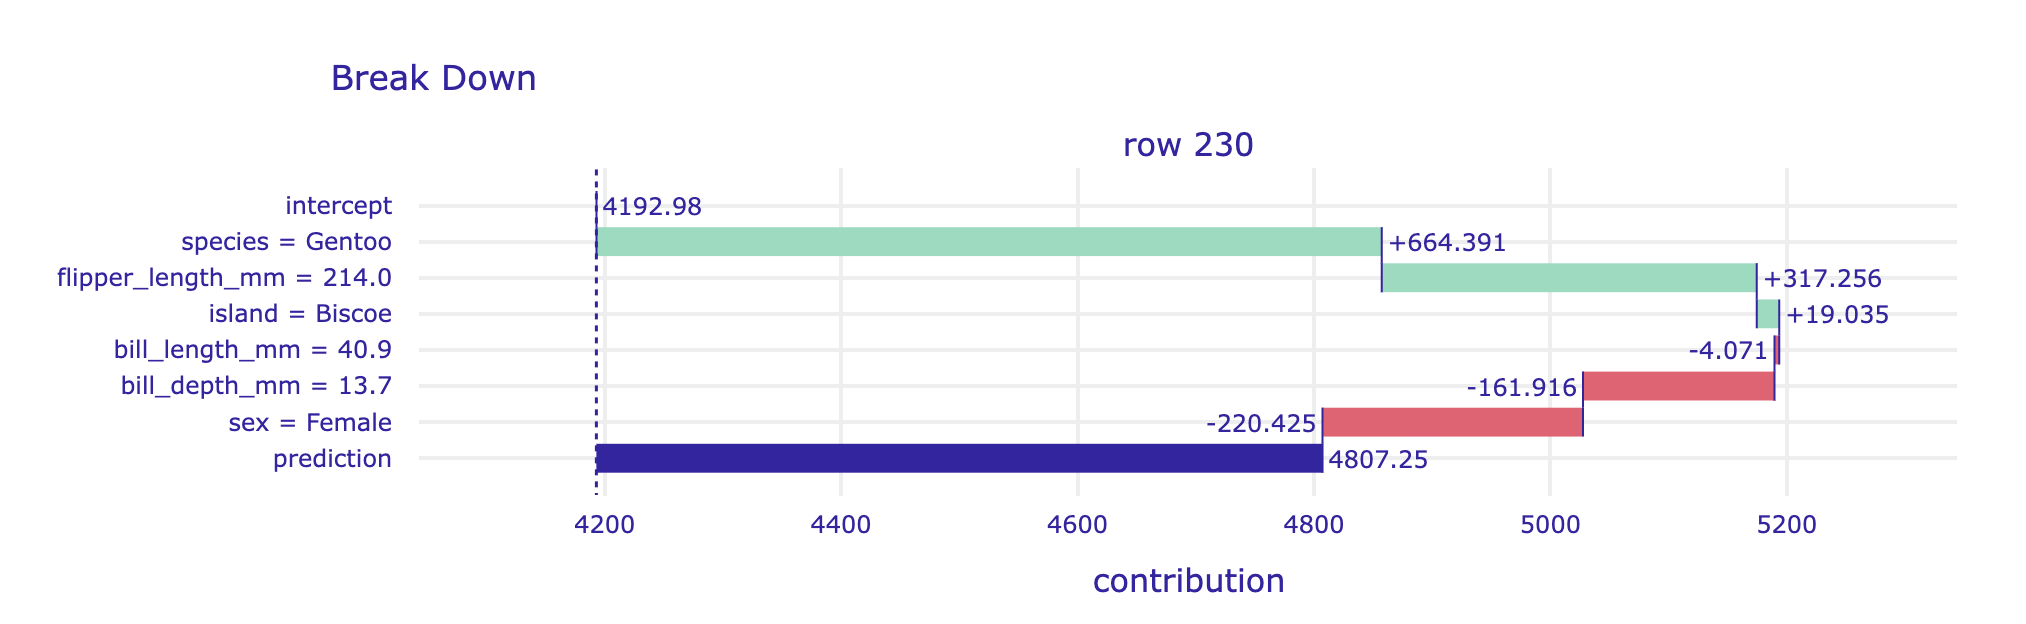 Break Down
row 230
intercept 4192.98
species = Gentoo +664.391
flipper_length_mm = 214.0 +317.256
island = Biscoe +19.035
bill_length_mm = 40.9 -4.071
bill_depth_mm = 13.7 -161.916
sex = Female -220.425
prediction 4807.25
4200 4400 4600 4800 5000 5200
contribution